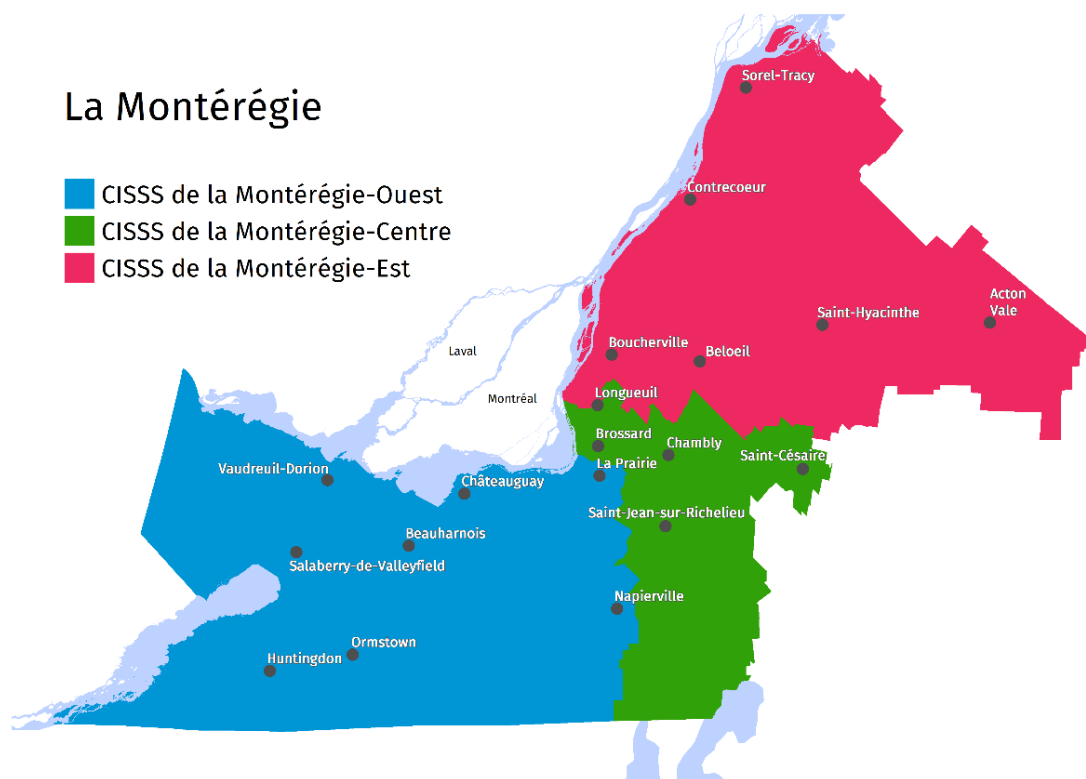 La Montérégie
CISSS de la Montérégie-Ouest
CISSS de la Montérégie-Centre
CISSS de la Montérégie-Est
Sorel-Tracy
Contrecoeur
Acton
Vale
Saint-Hyacinthe
Boucherville
Beloeil
Laval
Montréal
Longueuil
Brossard
Chambly
Saint-Césaire
La Prairie
Vaudreuil-Dorion
Châteauguay
Saint-Jean-sur-Richelieu
Beauharnois
Salaberry-de-Valleyfield
Napierville
Ormstown
Huntingdon